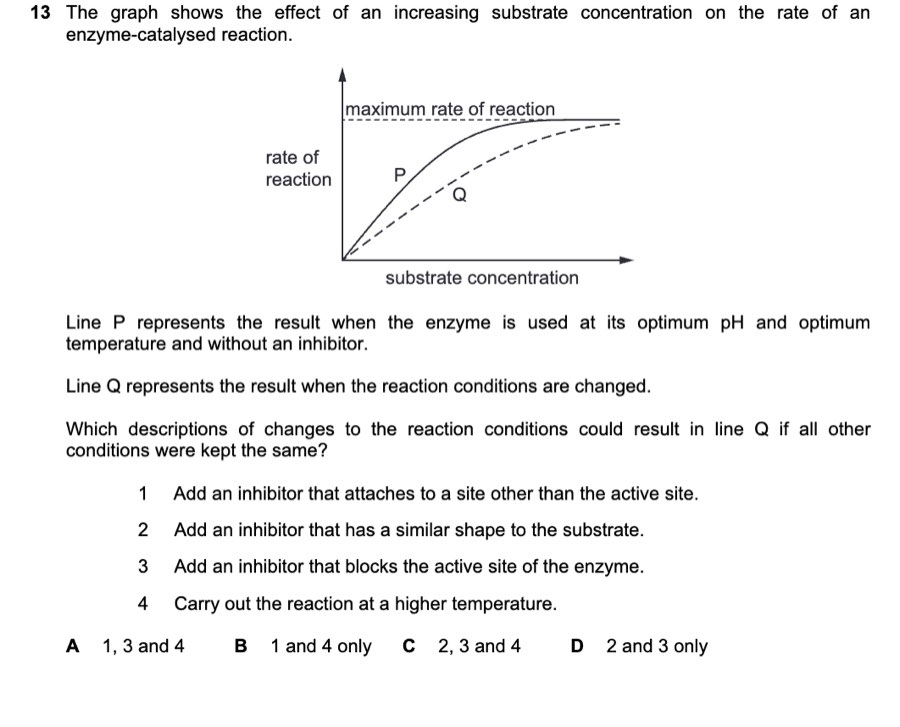 13 The graph shows the effect of an increasing substrate concentration on the rate of an
enzyme-catalysed reaction.
maximum rate of reaction
rate of
reaction
P
Q
substrate concentration
Line P represents the result when the enzyme is used at its optimum pH and optimum
temperature and without an inhibitor.
Line Q represents the result when the reaction conditions are changed.
Which descriptions of changes to the reaction conditions could result in line Q if all other
conditions were kept the same?
1 Add an inhibitor that attaches to a site other than the active site.
2 Add an inhibitor that has a similar shape to the substrate.
3 Add an inhibitor that blocks the active site of the enzyme.
4 Carry out the reaction at a higher temperature.
A 1, 3 and 4 B 1 and 4 only C 2, 3 and 4 D 2 and 3 only